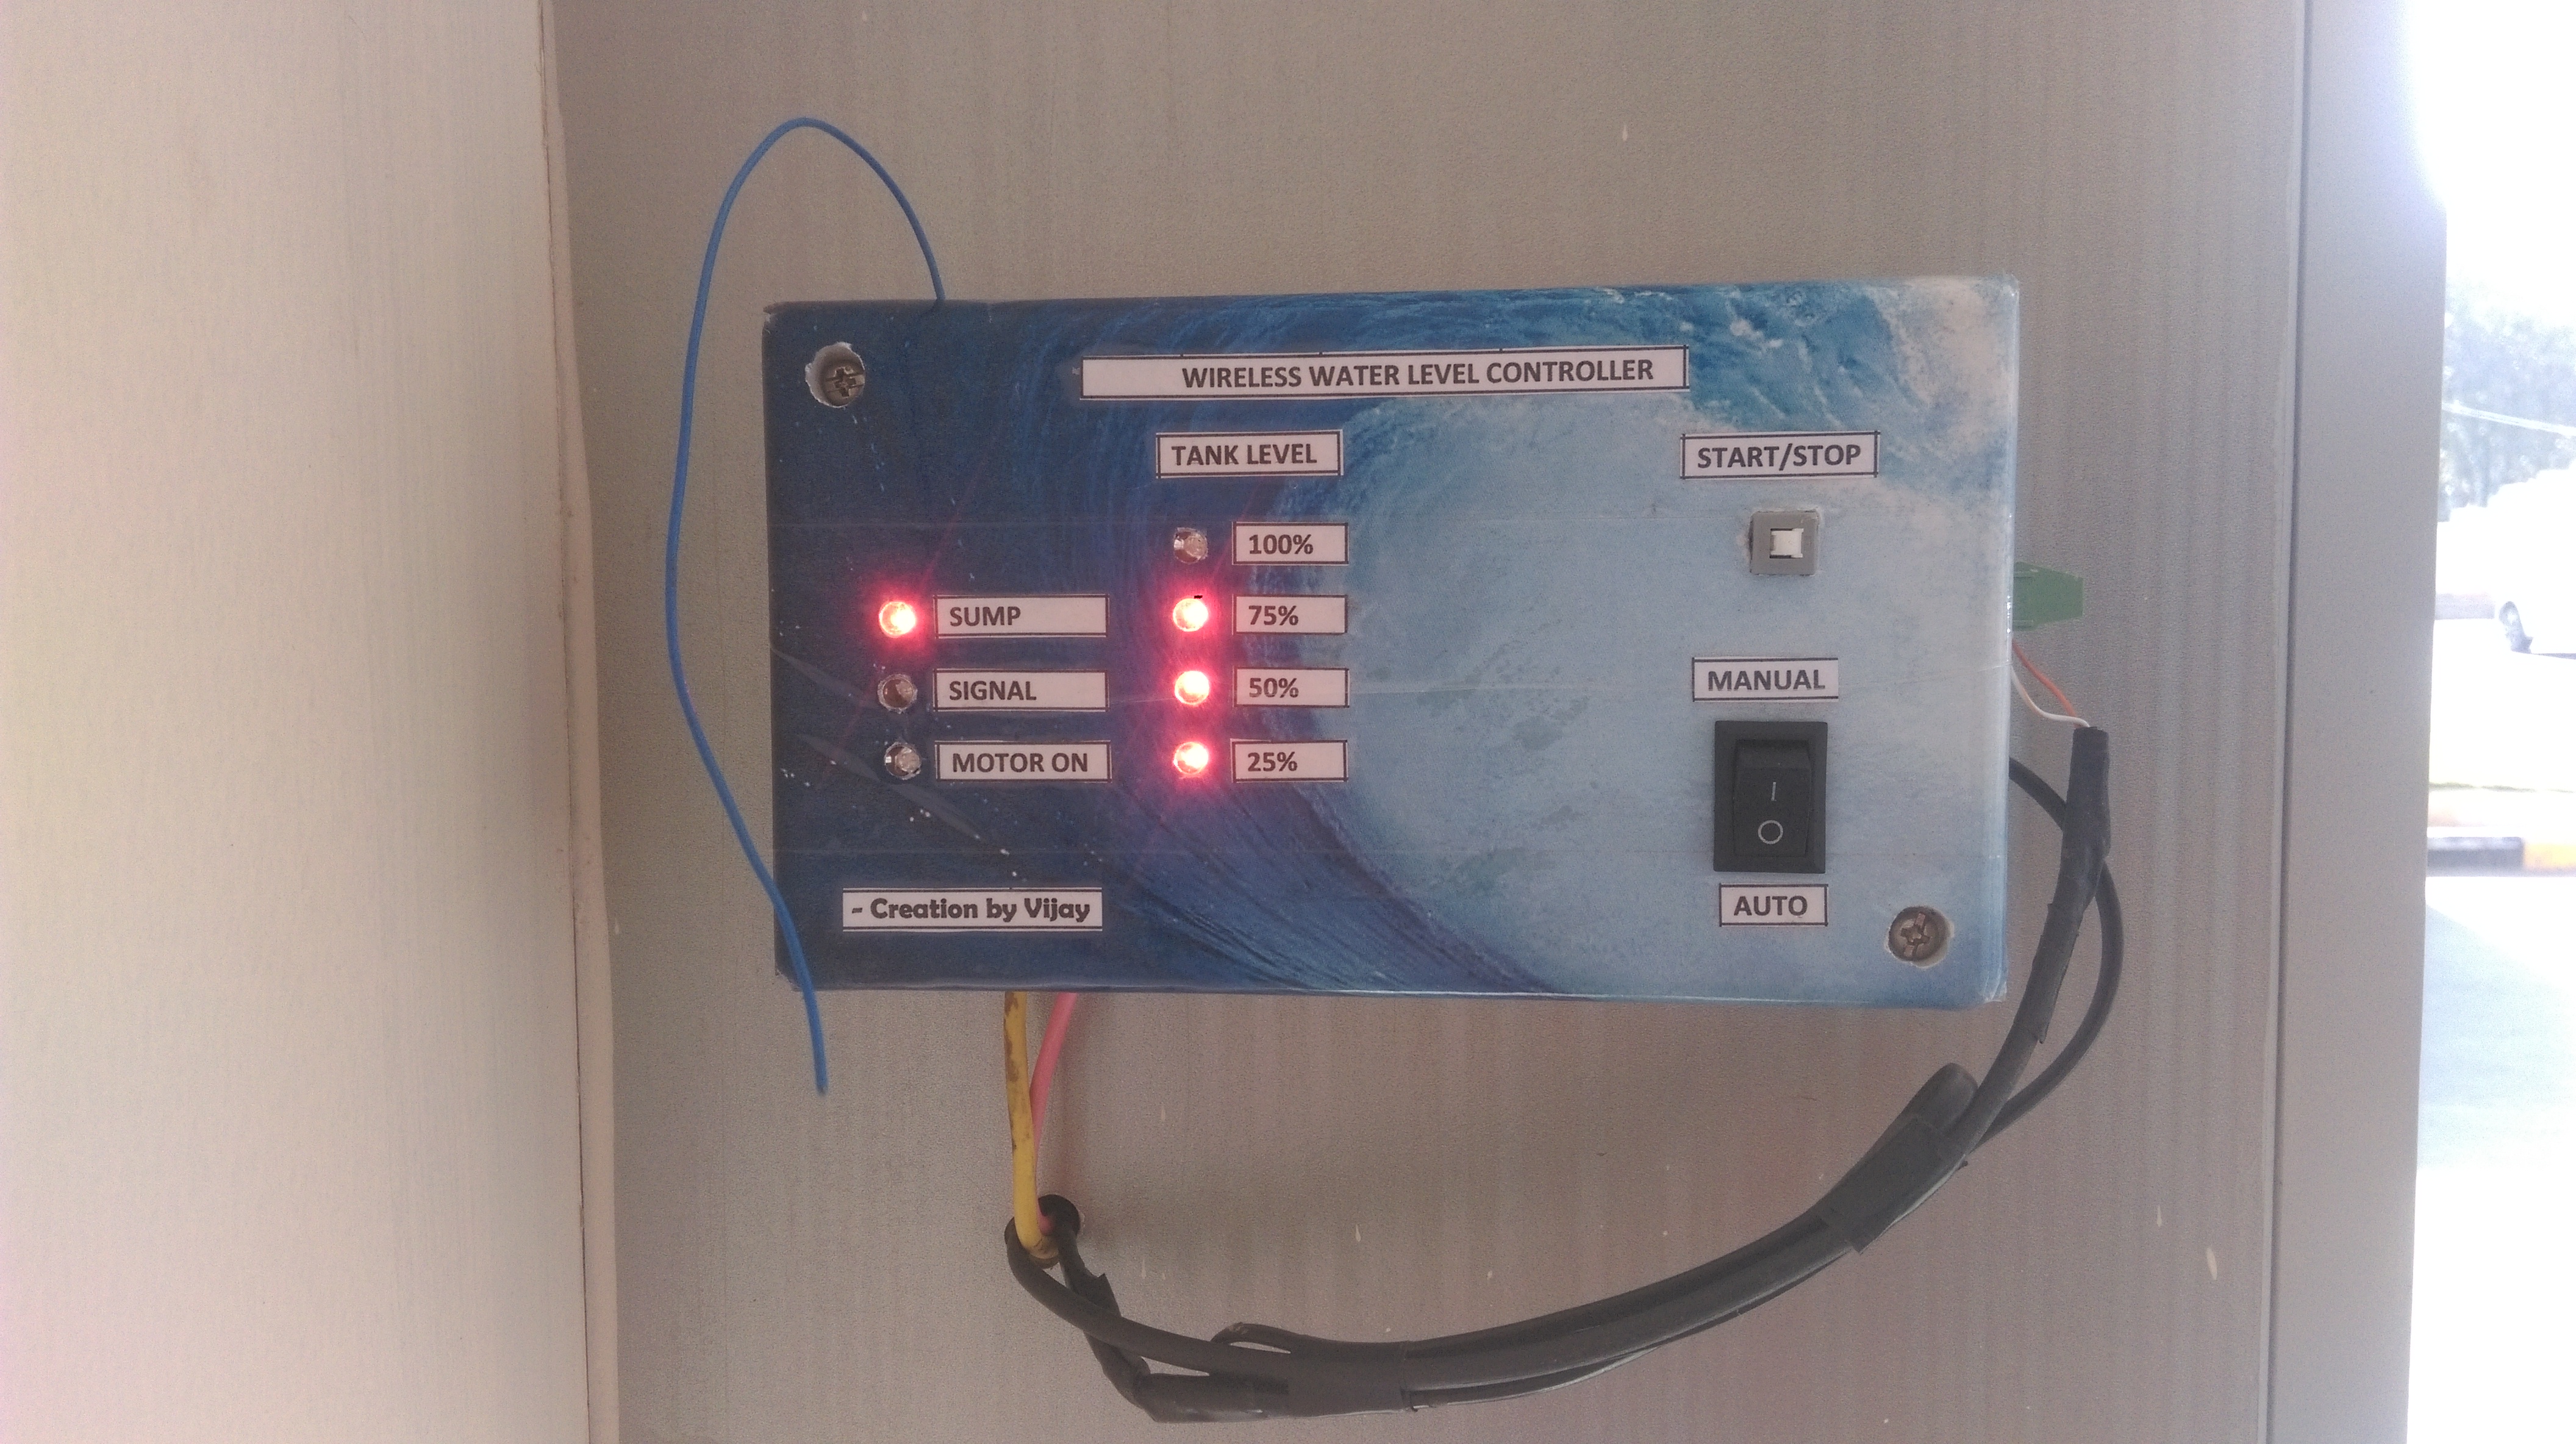 WIRELESS WATER LEVEL CONTROLLER
TANK LEVEL
START/STOP
100%
SUMP
75%
SIGNAL
50%
MANUAL
MOTOR ON
25%
I
O
- Creation by Vijay
AUTO